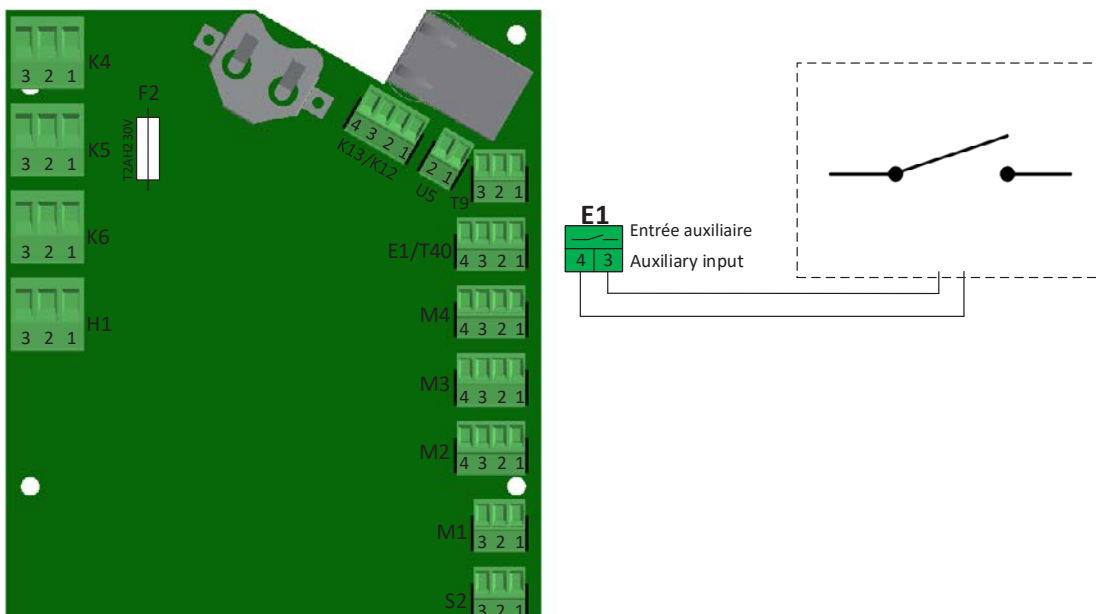 K4
3 2 1
F2
T2AH230V
K5
3 2 1
K6
3 2 1
H1
3 2 1
4 3 2 1
K13/K12
2 1
U5
T9
3 2 1
E1/T40
4 3 2 1
M4
4 3 2 1
M3
4 3 2 1
M2
4 3 2 1
M1
3 2 1
S2
3 2 1
E1
Entrée auxiliaire
4 3
Auxiliary input